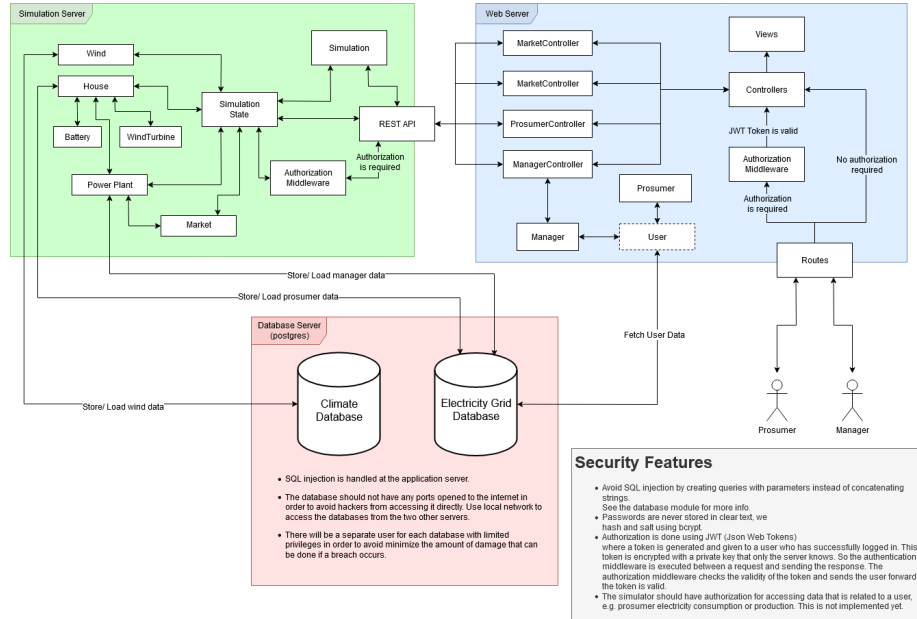 Simulation Server
Wind
House
Battery
WindTurbine
Power Plant
Market
Simulation
State
Simulation
REST API
Authorization
is required
Authorization
Middleware
Web Server
MarketController
MarketController
ProsumerController
ManagerController
Manager
Prosumer
User
Views
Controllers
JWT Token is valid
Authorization
Middleware
Authorization
is required
No authorization
required
Routes
Prosumer
Manager
Store/ Load manager data
Store/ Load prosumer data
Store/ Load wind data
Fetch User Data
Database Server
(postgres)
Climate
Database
Electricity Grid
Database
• SQL injection is handled at the application server.
• The database should not have any ports opened to the internet in
order to avoid hackers from accessing it directly. Use local network to
access the databases from the two other servers.
• There will be a separate user for each database with limited
privileges in order to avoid minimize the amount of damage that can
be done if a breach occurs.
Security Features
• Avoid SQL injection by creating queries with parameters instead of concatenating
strings.
See the database module for more info.
• Passwords are never stored in clear text, we
hash and salt using bcrypt.
• Authorization is done using JWT (Json Web Tokens)
where a token is generated and given to a user who has successfully logged in. This
token is encrypted with a private key that only the server knows. So the authentication
middleware is executed between a request and sending the response. The
authorization middleware checks the validity of the token and sends the user forward
the token is valid.
• The simulator should have authorization for accessing data that is related to a user,
e.g. prosumer electricity consumption or production. This is not implemented yet.